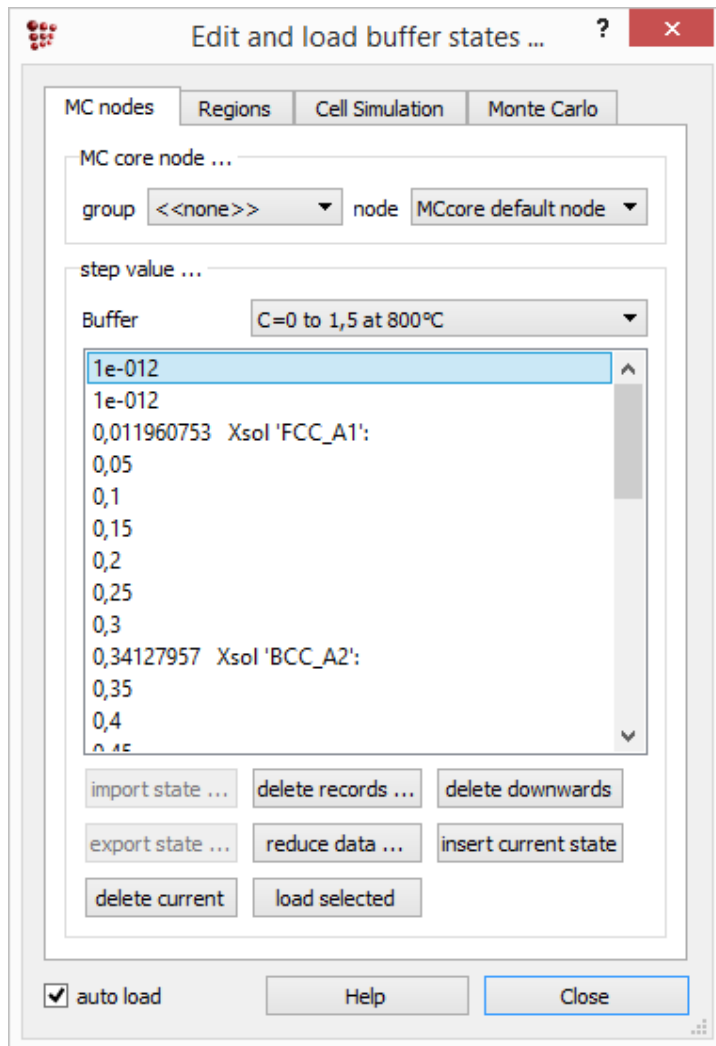 Edit and load buffer states ... ?
MC nodes Regions Cell Simulation Monte Carlo
MC core node ...
group <<none>> node MCcore default node
step value ...
Buffer C=0 to 1,5 at 800ºC
1e-012
1e-012
0,011960753 Xsol 'FCC_A1':
0,05
0,1
0,15
0,2
0,25
0,3
0,34127957 Xsol 'BCC_A2':
0,35
0,4
0,45
import state ... delete records ... delete downwards
export state ... reduce data ... insert current state
delete current load selected
auto load Help Close